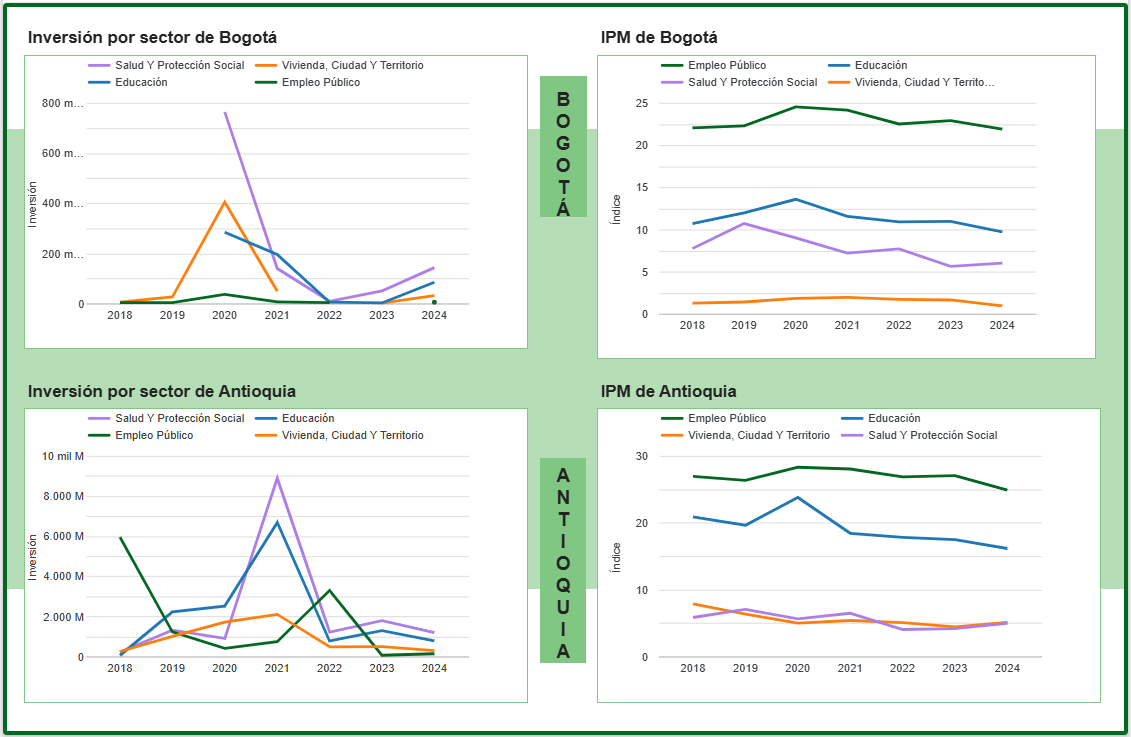 Inversión por sector de Bogotá
Salud Y Protección Social
Vivienda, Ciudad Y Territorio
Educación
Empleo Público
800 m...
600 m...
400 m...
200 m...
0
Inversión
2018 2019 2020 2021 2022 2023 2024
B
O
G
O
T
Á
IPM de Bogotá
Empleo Público
Educación
Salud Y Protección Social
Vivienda, Ciudad Y Territo...
25
20
15
10
5
0
Índice
2018 2019 2020 2021 2022 2023 2024
Inversión por sector de Antioquia
Salud Y Protección Social
Educación
Empleo Público
Vivienda, Ciudad Y Territorio
10 mil M
8.000 M
6.000 M
4.000 M
2.000 M
0
Inversión
2018 2019 2020 2021 2022 2023 2024
A
N
T
I
O
Q
U
I
A
IPM de Antioquia
Empleo Público
Educación
Vivienda, Ciudad Y Territorio
Salud Y Protección Social
30
20
10
0
Índice
2018 2019 2020 2021 2022 2023 2024